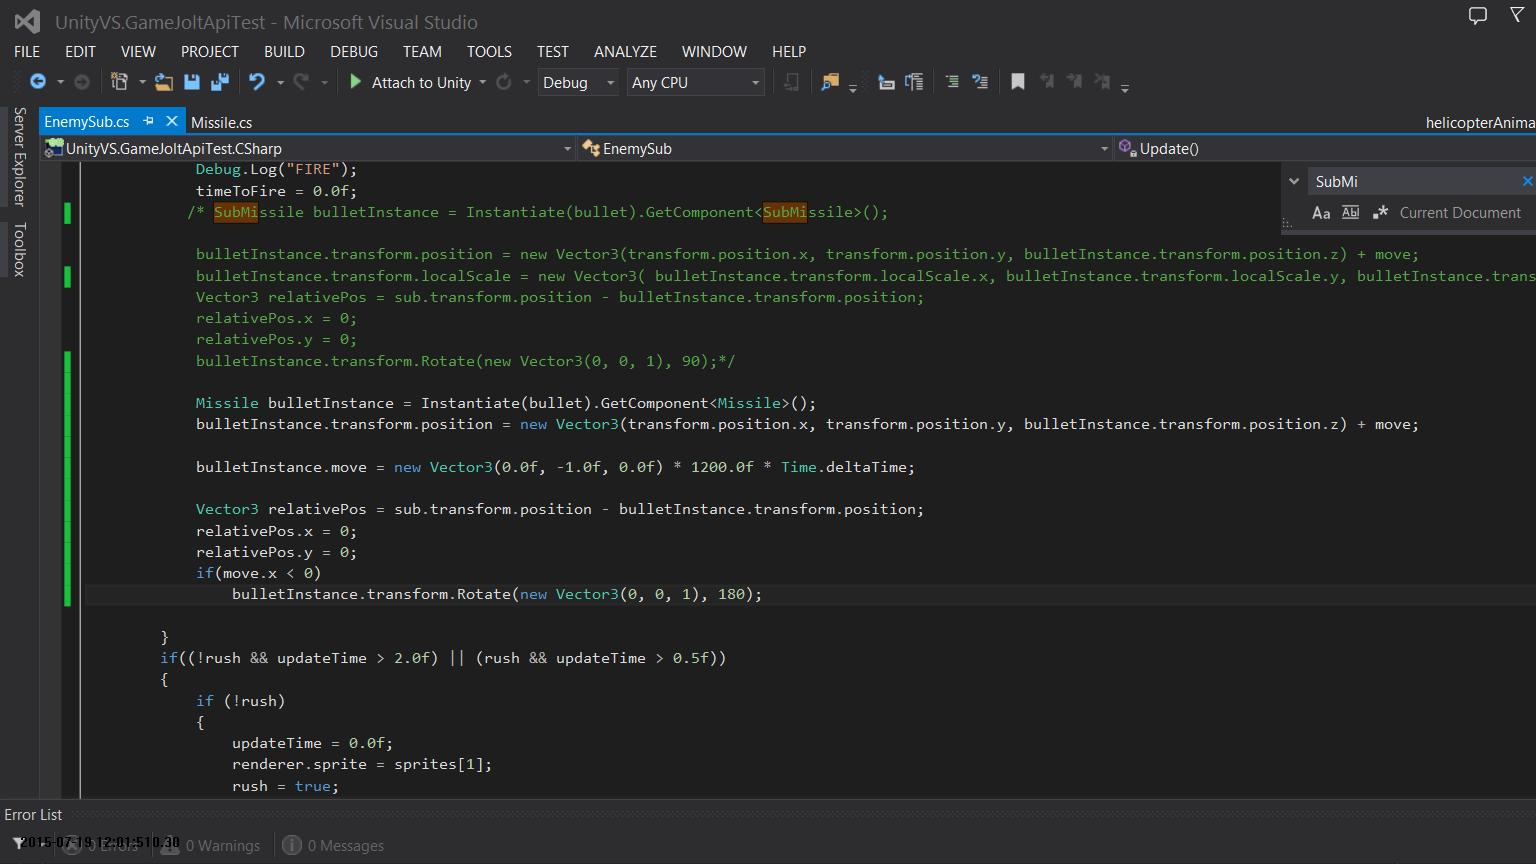 UnityVS.GameJoltApiTest - Microsoft Visual Studio
FILE EDIT VIEW PROJECT BUILD DEBUG TEAM TOOLS TEST ANALYZE WINDOW HELP
Attach to Unity Debug Any CPU
Server Explorer
Toolbox
EnemySub.cs Missile.cs helicopterAnima
UnityVS.GameJoltApiTest.CSharp EnemySub Update()
SubMi
Aa Abl .* Current Document
Debug.Log("FIRE");
timeToFire = 0.0f;
/* SubMissile bulletInstance = Instantiate(bullet).GetComponent<SubMissile>();
bulletInstance.transform.position = new Vector3(transform.position.x, transform.position.y, bulletInstance.transform.position.z) + move;
bulletInstance.transform.localScale = new Vector3( bulletInstance.transform.localScale.x, bulletInstance.transform.localScale.y, bulletInstance.trans
Vector3 relativePos = sub.transform.position - bulletInstance.transform.position;
relativePos.x = 0;
relativePos.y = 0;
bulletInstance.transform.Rotate(new Vector3(0, 0, 1), 90);*/
Missile bulletInstance = Instantiate(bullet).GetComponent<Missile>();
bulletInstance.transform.position = new Vector3(transform.position.x, transform.position.y, bulletInstance.transform.position.z) + move;
bulletInstance.move = new Vector3(0.0f, -1.0f, 0.0f) * 1200.0f * Time.deltaTime;
Vector3 relativePos = sub.transform.position - bulletInstance.transform.position;
relativePos.x = 0;
relativePos.y = 0;
if(move.x < 0)
bulletInstance.transform.Rotate(new Vector3(0, 0, 1), 180);
}
if((!rush && updateTime > 2.0f) || (rush && updateTime > 0.5f))
{
if (!rush)
{
updateTime = 0.0f;
renderer.sprite = sprites[1];
rush = true;
Error List
0 Errors 0 Warnings 0 Messages